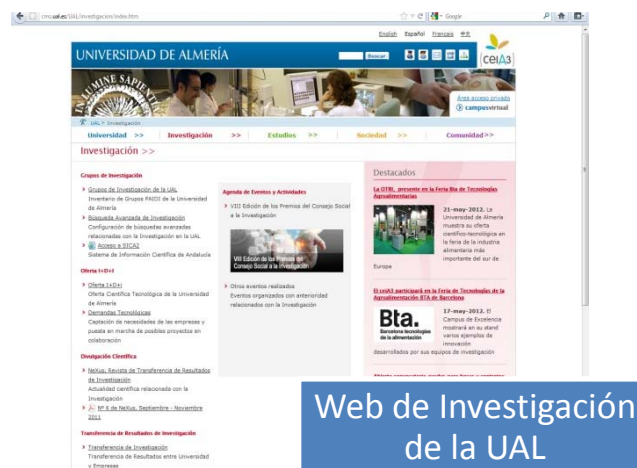 cms.ual.es/UAL/investigacion/index.htm
Google
English Español Français 中文
UNIVERSIDAD DE ALMERÍA
Buscar
ceiA3
Área acceso privado
campusvirtual
UAL > Investigación
Universidad >> Investigación >> Estudios >> Sociedad >> Comunidad >>
Investigación >>
Grupos de Investigación
Grupos de Investigación de la UAL
Inventario de Grupos PAIDI de la Universidad
de Almería
Búsqueda Avanzada de Investigación
Configuración de búsquedas avanzadas
relacionadas con la Investigación en la UAL
Acceso a SICA2
Sistema de Información Científica de Andalucía
Oferta I+D+i
Oferta I+D+i
Oferta Científica Tecnológica de la Universidad
de Almería
Demandas Tecnológicas
Captación de necesidades de las empresas y
puesta en marcha de posibles proyectos en
colaboración
Divulgación Científica
NeXus, Revista de Transferencia de Resultados
de Investigación
Actualidad científica relacionada con la
Investigación
Nº 6 de NeXus, Septiembre - Noviembre
2011
Transferencia de Resultados de Investigación
Transferencia de Investigación
Transferencia de Resultados entre Universidad
y Empresas
Agenda de Eventos y Actividades
VIII Edición de los Premios del Consejo Social
a la Investigación
VIII Edición de los Premios del
Consejo Social a la Investigación
Otros eventos realizados
Eventos organizados con anterioridad
relacionados con la Investigación
Destacados
La OTRI, presente en la Feria Bta de Tecnologías
Agroalimentarias
21-may-2012. La
Universidad de Almería
muestra su oferta
científico-tecnológica en
la feria de la industria
alimentaria más
importante del sur de
Europe
El ceiA3 participará en la Feria de Tecnologías de la
Agroalimentación BTA de Barcelona
Bta.
Barcelona tecnologías
de la alimentación
17-may-2012. El
Campus de Excelencia
mostrará en su stand
varios ejemplos de
innovación
desarrollados por sus equipos de investigación
Web de Investigación
de la UAL